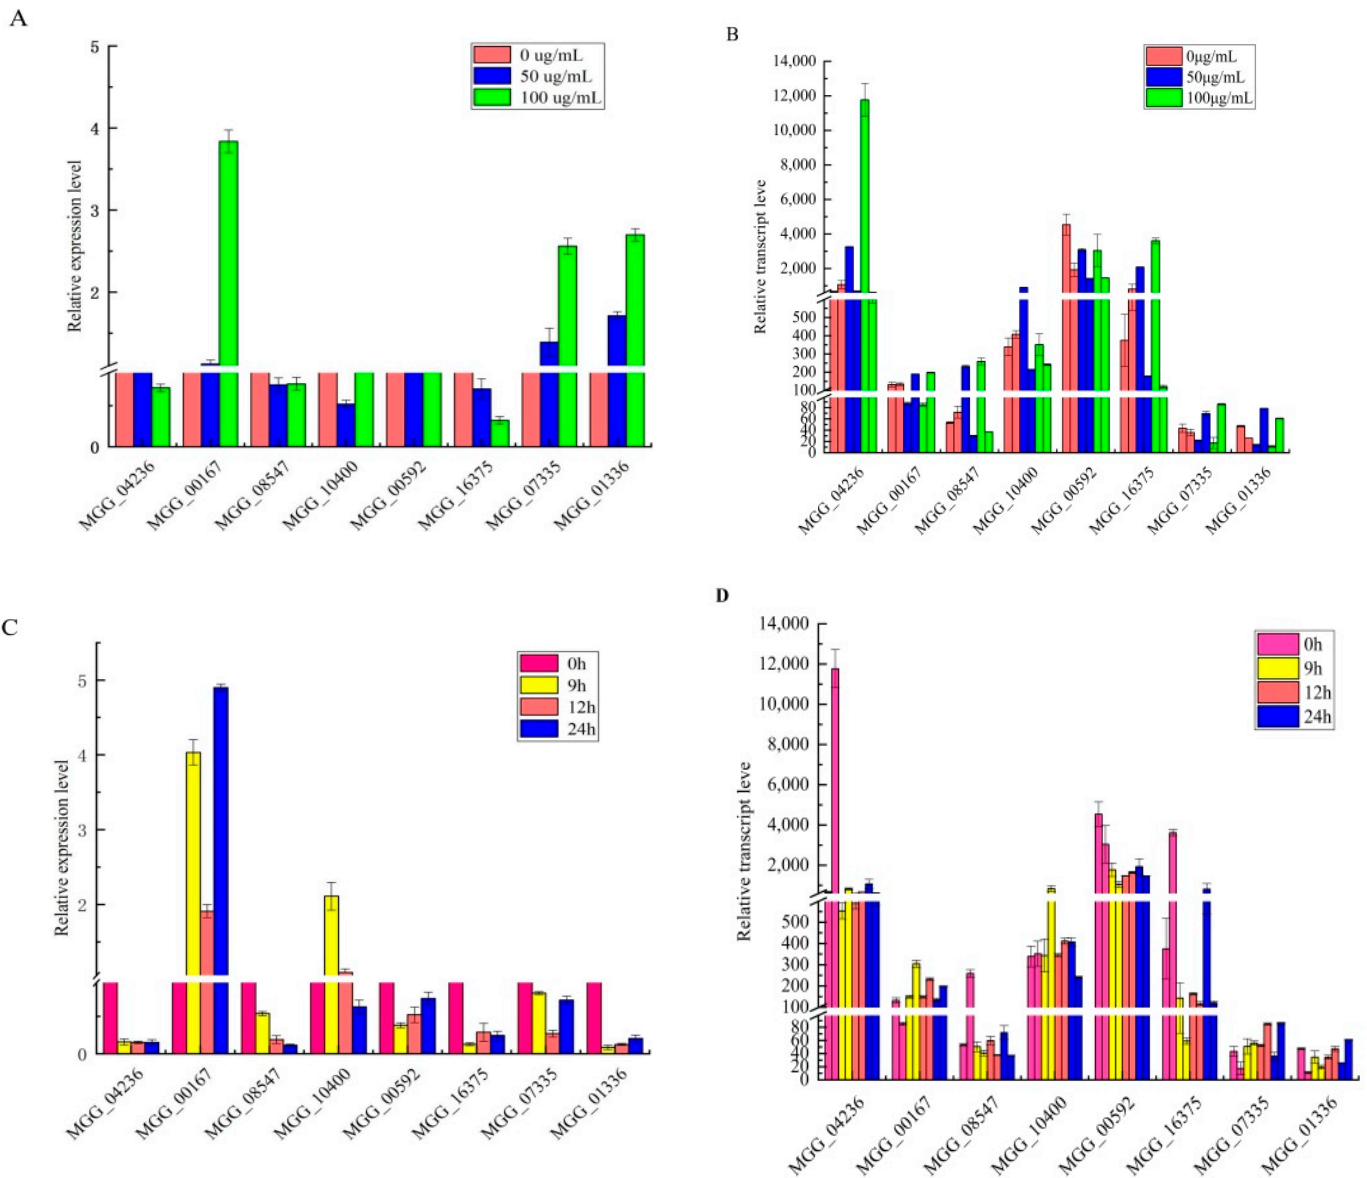 A
Relative expression level
5
4
3
2
0
0 ug/mL
50 ug/mL
100 ug/mL
MGG_04236
MGG_00167
MGG_08547
MGG_10400
MGG_00592
MGG_16375
MGG_07335
MGG_01336
B
Relative transcript leve
14,000
12,000
10,000
8,000
6,000
4,000
2,000
500
400
300
200
100
80
60
40
20
0
0μg/mL
50μg/mL
100μg/mL
MGG_04236
MGG_00167
MGG_08547
MGG_10400
MGG_00592
MGG_16375
MGG_07335
MGG_01336
C
Relative expression level
5
4
3
2
0
0h
9h
12h
24h
MGG_04236
MGG_00167
MGG_08547
MGG_10400
MGG_00592
MGG_16375
MGG_07335
MGG_01336
D
Relative transcript leve
14,000
12,000
10,000
8,000
6,000
4,000
2,000
500
400
300
200
100
80
60
40
20
0
0h
9h
12h
24h
MGG_04236
MGG_00167
MGG_08547
MGG_10400
MGG_00592
MGG_16375
MGG_07335
MGG_01336